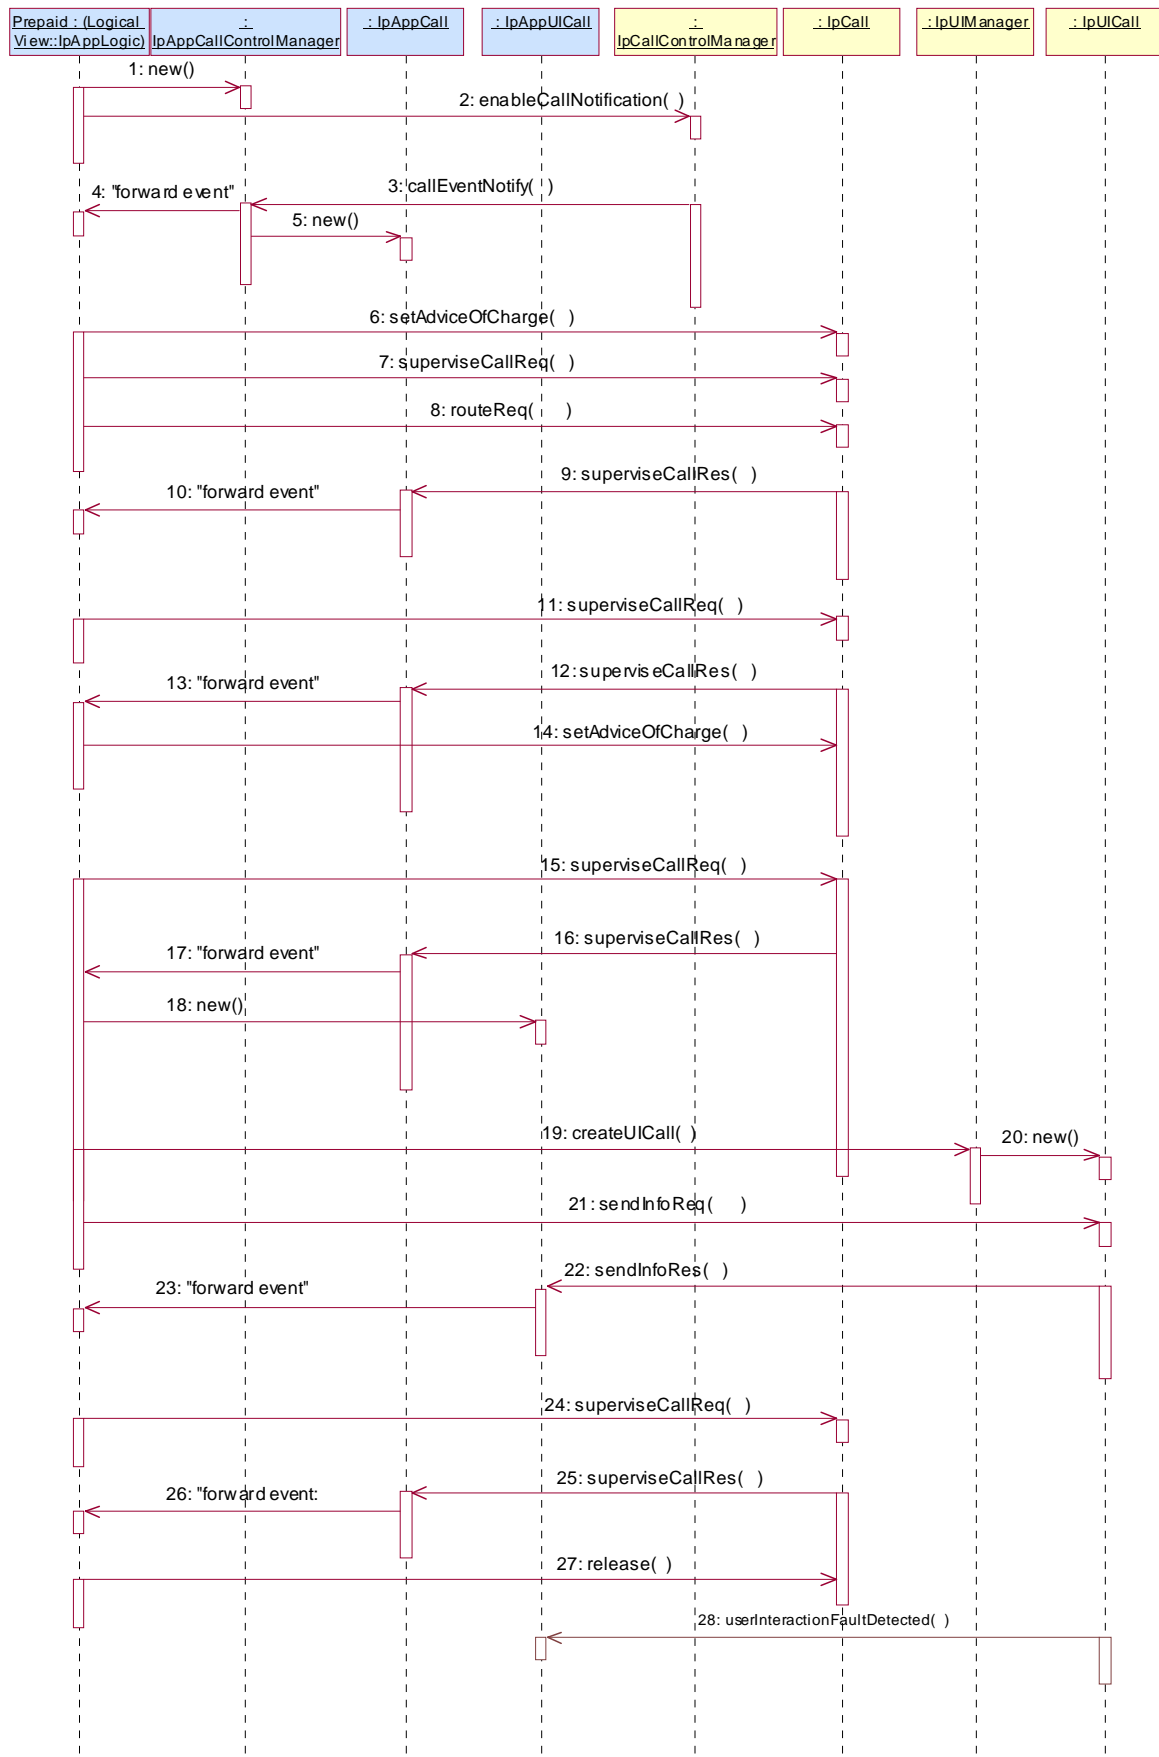 Prepaid : (Logical
View::IpAppLogic)
:
IpAppCallControlManager
: IpAppCall
: IpAppUICall
:
IpCallControlManager
: IpCall
: IpUIManager
: IpUICall
1: new()
2: enableCallNotification( )
3: callEventNotify( )
4: "forward event"
5: new()
6: setAdviceOfCharge( )
7: superviseCallReq( )
8: routeReq( )
9: superviseCallRes( )
10: "forward event"
11: superviseCallReq( )
12: superviseCallRes( )
13: "forward event"
14: setAdviceOfCharge( )
15: superviseCallReq( )
16: superviseCallRes( )
17: "forward event"
18: new()
19: createUICall( )
20: new()
21: sendInfoReq( )
22: sendInfoRes( )
23: "forward event"
24: superviseCallReq( )
25: superviseCallRes( )
26: "forward event:
27: release( )
28: userInteractionFaultDetected( )